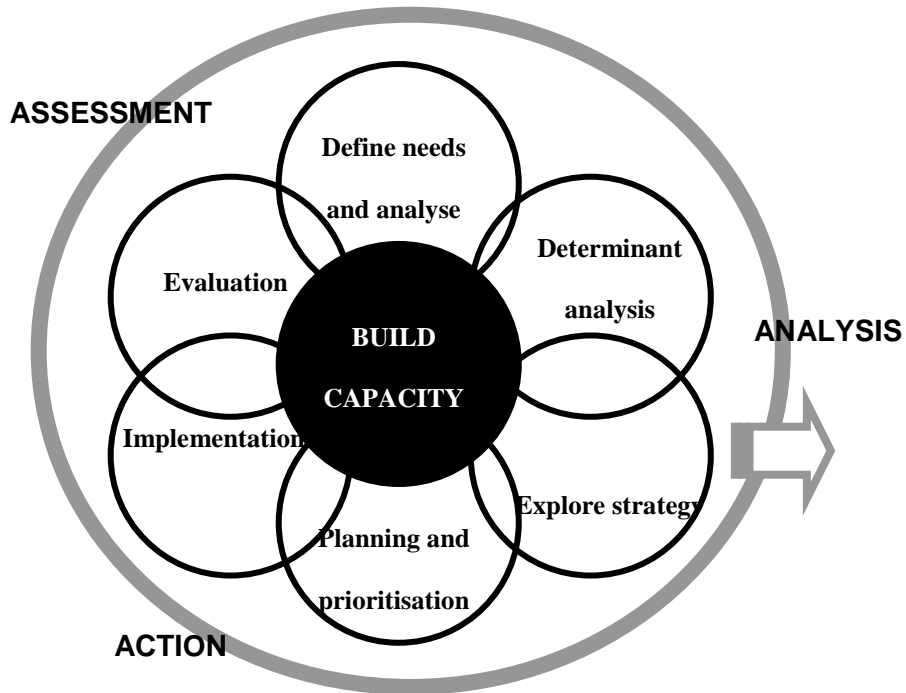 ASSESSMENT
Define needs
and analyse
Determinant
analysis
Evaluation
BUILD
CAPACITY
ANALYSIS
Implementation
Explore strategy
Planning and
prioritisation
ACTION